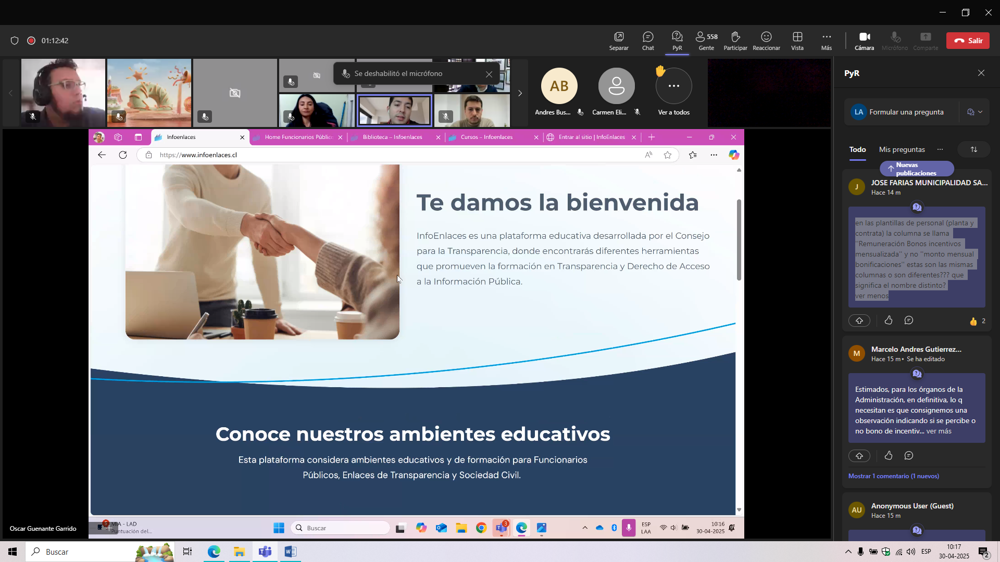 01:12:42
Separar
Chat
PyR
558
Gente
Participar
Reaccionar
Vista
Más
Cámara
Micrófono
Comparte
Salir
Se deshabilitó el micrófono
AB
Andres Bus...
Carmen Eli...
Ver a todos
PyR
LA Formular una pregunta
Todo
Mis preguntas
Nuevas
publicaciones
J
JOSE FARIAS MUNICIPALIDAD SA...
Hace 14 m
en las plantillas de personal (planta y
contrata) la columna se llama
"Remuneración Bonos incentivos
mensualizada" y no "monto mensual
bonificaciones" estas son las mismas
columnas o son diferentes??? que
significa el nombre distinto?
ver menos
2
M
Marcelo Andres Gutierrez...
Hace 15 m • Se ha editado
Estimados, para los órganos de la
Administración, en definitiva, lo q
necesitan es que consignemos una
observación indicando si se percibe o
no bono de incentiv... ver más
Mostrar 1 comentario (1 nuevos)
AU
Anonymous User (Guest)
Hace 15 m
Infoenlaces
Home Funcionarios Públic
Biblioteca – Infoenlaces
Cursos – Infoenlaces
Entrar al sitio | InfoEnlaces
https://www.infoenlaces.cl
Te damos la bienvenida
InfoEnlaces es una plataforma educativa desarrollada por el Consejo
para la Transparencia, donde encontrarás diferentes herramientas
que promueven la formación en Transparencia y Derecho de Acceso
a la Información Pública.
Conoce nuestros ambientes educativos
Esta plataforma considera ambientes educativos y de formación para Funcionarios
Públicos, Enlaces de Transparencia y Sociedad Civil.
Oscar Guenante Garrido
5
MIA - LAD
Puntuación del...
Buscar
3
ESP
LAA
10:16
30-04-2025
Buscar
ESP
10:17
30-04-2025
2